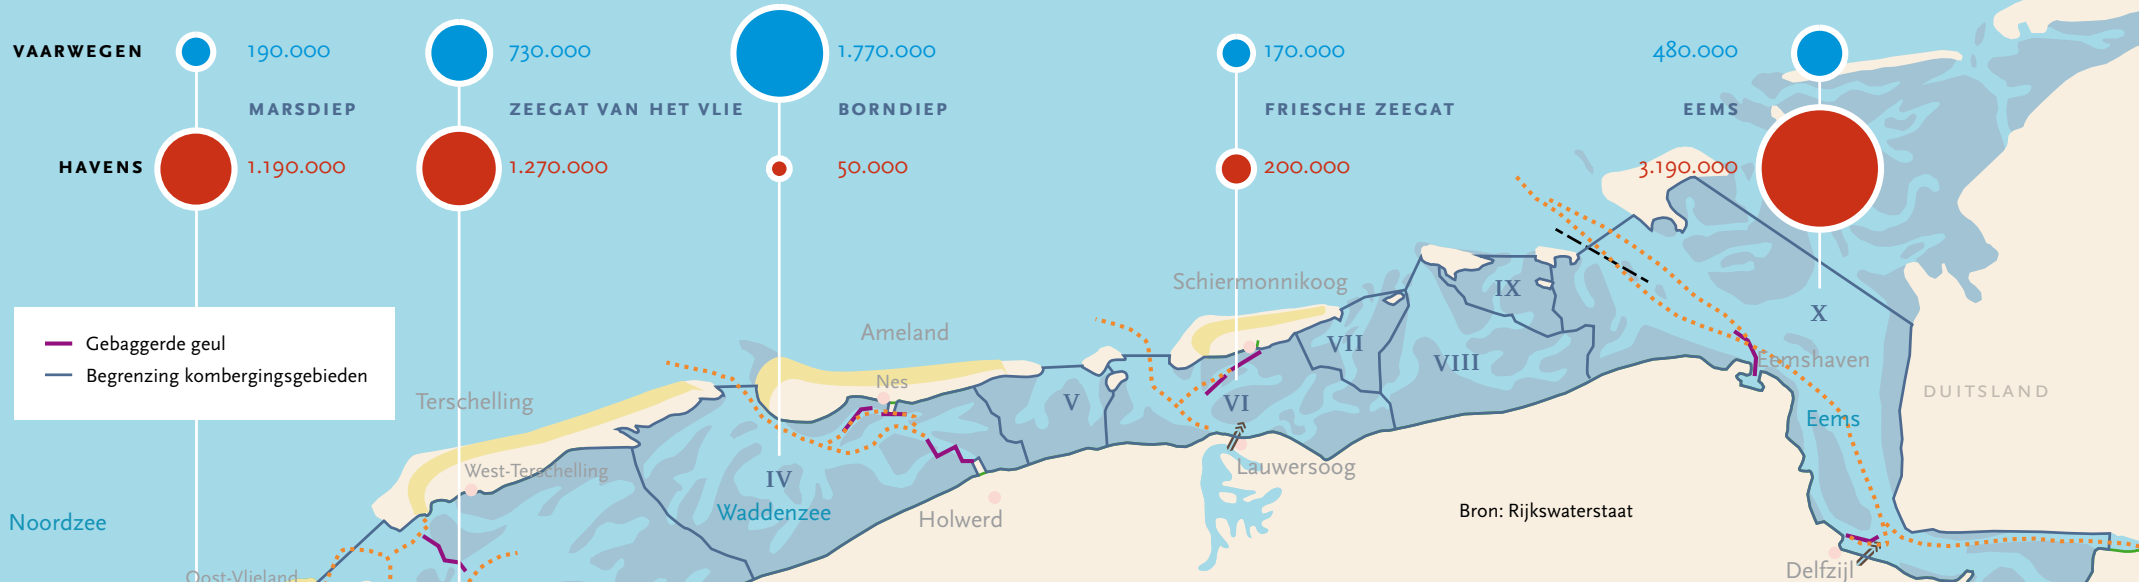 VAARWEGEN 190.000 730.000 1.770.000 170.000 480.000
MARSDIEP ZEEGAT VAN HET VLIE BORNDIEP FRIESCHE ZEEGAT EEMS
HAVENS 1.190.000 1.270.000 50.000 200.000 3.190.000
Schiermonnikoog
IX
X
Gebaggerde geul
Begrenzing kombergingsgebieden
Ameland
VII
VIII
Eemshaven
DUITSLAND
Nes
Terschelling
V
VI
Eems
West-Terschelling
IV
Lauwersoog
Waddenzee
Noordzee
Holwerd
Bron: Rijkswaterstaat
Oost-Vlieland
Delfzijl